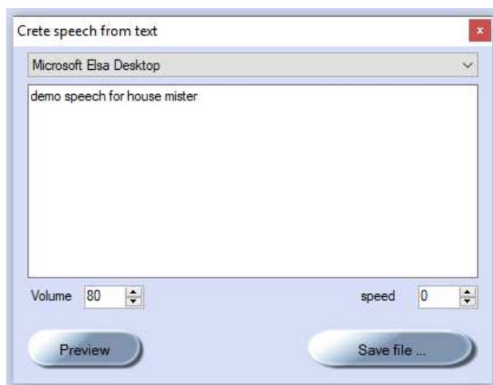 Crete speech from text
x
Microsoft Elsa Desktop
demo speech for house mister
Volume 80 speed 0
Preview Save file ...